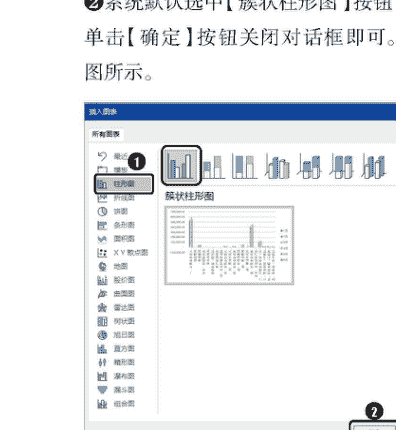 ❷系统默认选中【簇状柱形图】按钮
单击【确定】按钮关闭对话框即可。
图所示。
插入图表
所有图表
最近
❶
模板
柱形图
折线图
饼图
条形图
面积图
XY散点图
地图
股价图
曲面图
雷达图
树状图
旭日图
直方图
箱形图
瀑布图
漏斗图
组合图
簇状柱形图
❷